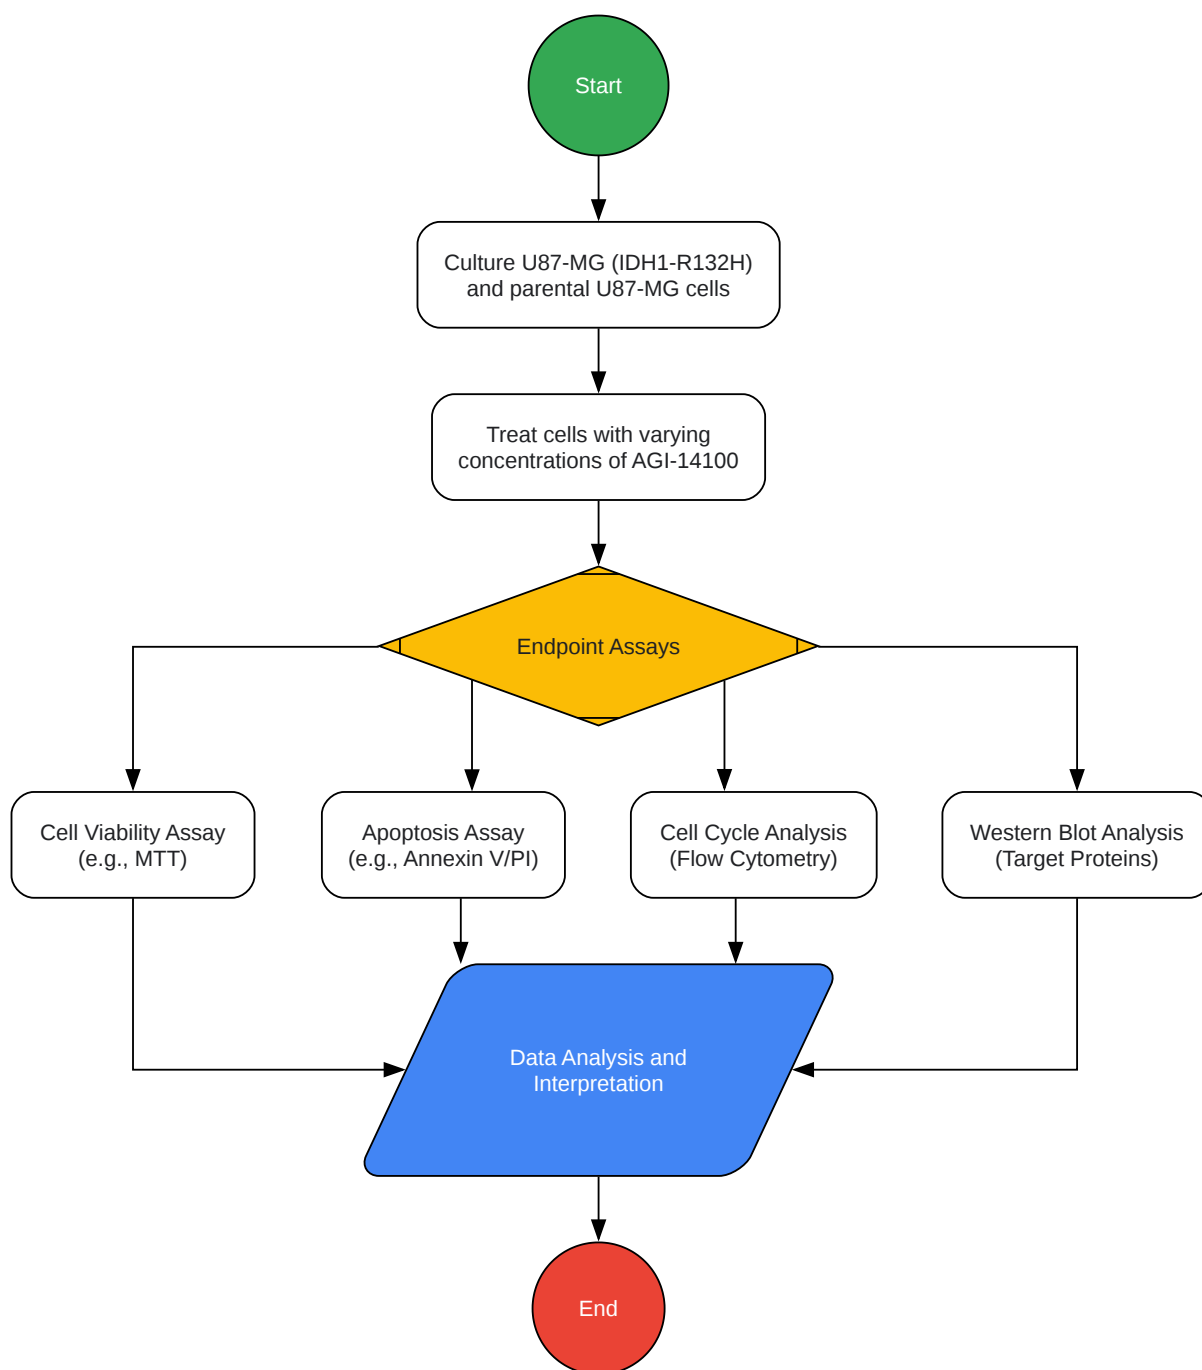 Start
Culture U87-MG (IDH1-R132H)
and parental U87-MG cells
Treat cells with varying
concentrations of AGI-14100
Endpoint Assays
Cell Viability Assay
(e.g., MTT)
Apoptosis Assay
(e.g., Annexin V/PI)
Cell Cycle Analysis
(Flow Cytometry)
Western Blot Analysis
(Target Proteins)
Data Analysis and
Interpretation
End